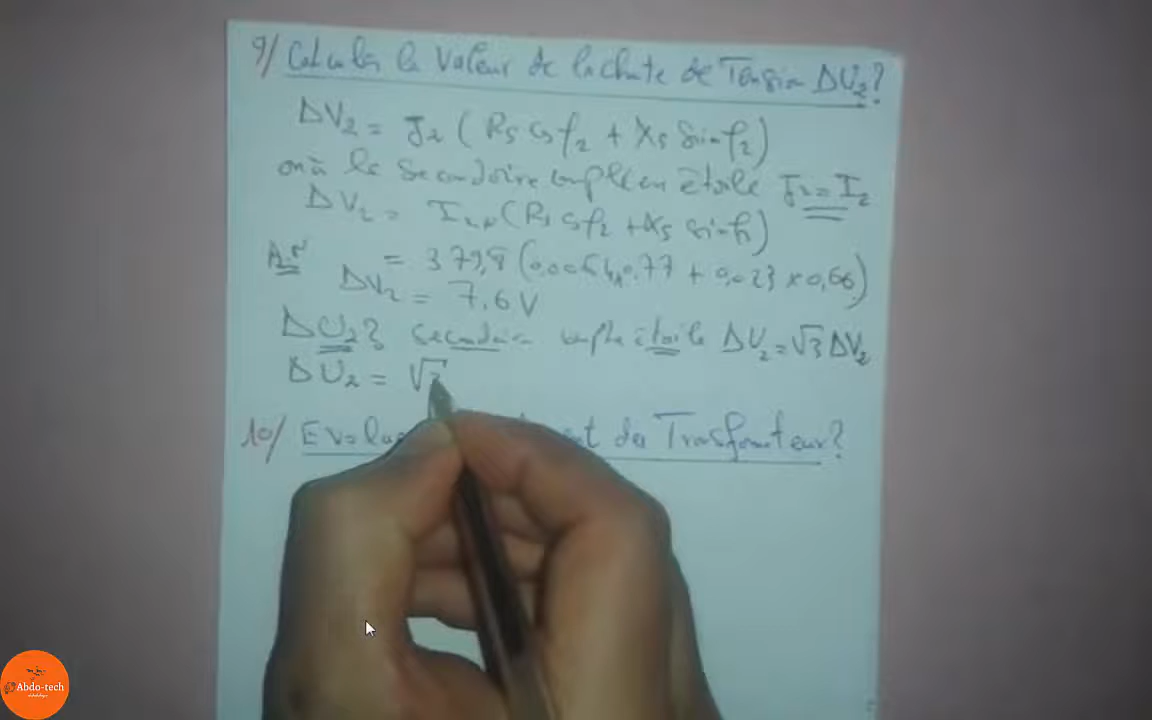 9/ Calculer la valeur de la chute de Tension ΔU₂?
ΔV₂ = J₂ ( Rs cos φ₂ + Xs sin φ₂ )
on à le secondaire couplé en étoile J₂ = I₂
ΔV₂ = I₂ₙ ( Rs cos φ₂ + Xs sin φ₂ )
A.N = 379,8 ( 0,77 + 0,023 x 0,66 )
ΔV₂ = 7,6 V
ΔU₂? secondaire couplé étoile ΔU₂ = √3 ΔV₂
ΔU₂ = √3
10/ du Transformateur?
Abdo-tech